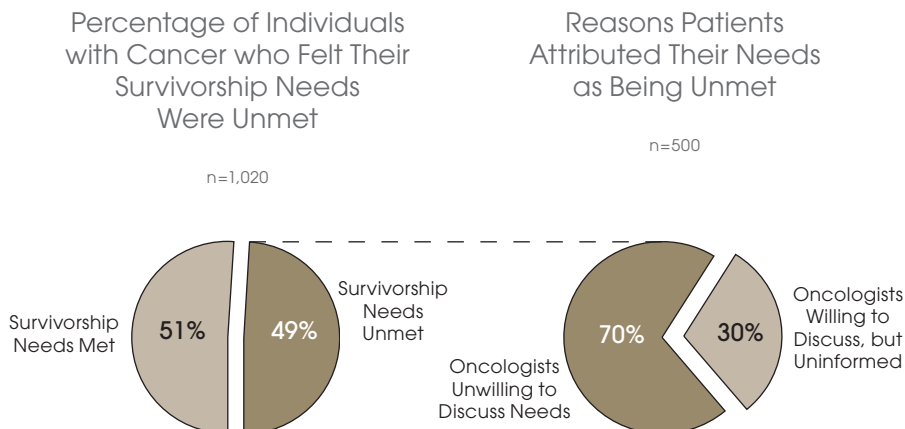 Percentage of Individuals
with Cancer who Felt Their
Survivorship Needs
Were Unmet
n=1,020
Reasons Patients
Attributed Their Needs
as Being Unmet
n=500
Survivorship
Needs Met
51%
49%
Survivorship
Needs
Unmet
70%
Oncologists
Unwilling to
Discuss Needs
30%
Oncologists
Willing to
Discuss, but
Uninformed